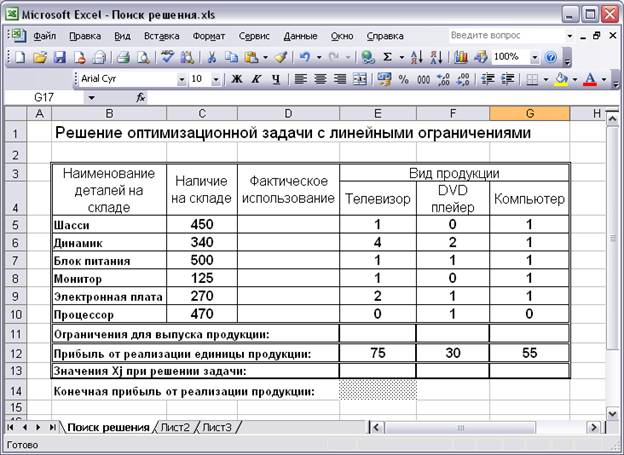 Microsoft Excel - Поиск решения.xls
Файл Правка Вид Вставка Формат Сервис Данные Окно Справка Введите вопрос
100%
Arial Cyr 10 Ж К Ч % 000
G17 fx
A B C D E F G H
1 Решение оптимизационной задачи с линейными ограничениями
2
3 Наименование деталей на складе Наличие на складе Фактическое использование Вид продукции
4 Телевизор DVD плейер Компьютер
5 Шасси 450 1 0 1
6 Динамик 340 4 2 1
7 Блок питания 500 1 1 1
8 Монитор 125 1 0 1
9 Электронная плата 270 2 1 1
10 Процессор 470 0 1 0
11 Ограничения для выпуска продукции:
12 Прибыль от реализации единицы продукции: 75 30 55
13 Значения Xj при решении задачи:
14 Конечная прибыль от реализации продукции:
15
Поиск решения Лист2 Лист3
Готово